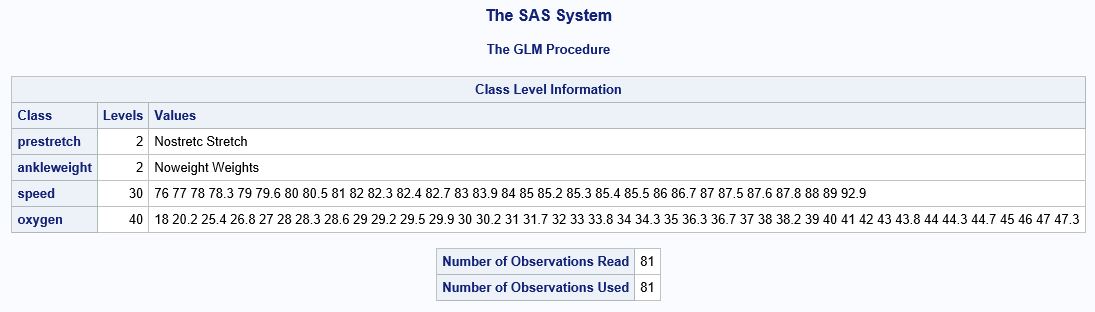 The SAS System
The GLM Procedure
Class Level Information
Class Levels Values
prestretch 2 Nostretc Stretch
ankleweight 2 Noweight Weights
speed 30 76 77 78 78.3 79 79.6 80 80.5 81 82 82.3 82.4 82.7 83 83.9 84 85 85.2 85.3 85.4 85.5 86 86.7 87 87.5 87.6 87.8 88 89 92.9
oxygen 40 18 20.2 25.4 26.8 27 28 28.3 28.6 29 29.2 29.5 29.9 30 30.2 31 31.7 32 33 33.8 34 34.3 35 36.3 36.7 37 38 38.2 39 40 41 42 43 43.8 44 44.3 44.7 45 46 47 47.3
Number of Observations Read 81
Number of Observations Used 81